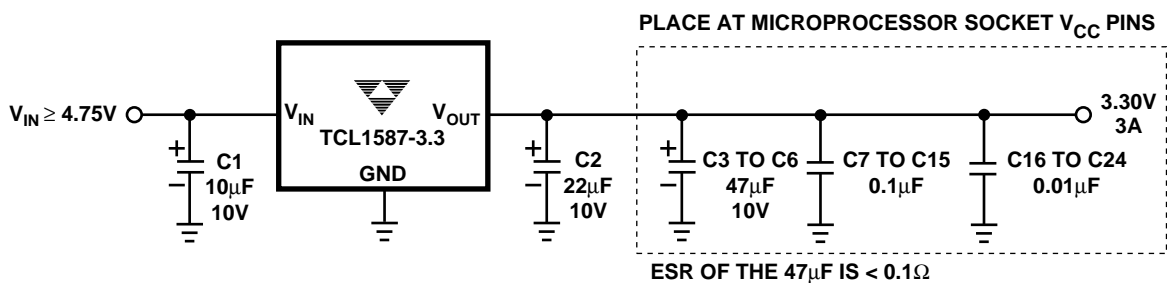 PLACE AT MICROPROCESSOR SOCKET VCC PINS
VIN ≥ 4.75V
VIN
VOUT
TCL1587-3.3
GND
3.30V
3A
C1
10µF
10V
C2
22µF
10V
C3 TO C6
47µF
10V
C7 TO C15
0.1µF
C16 TO C24
0.01µF
ESR OF THE 47µF IS < 0.1Ω